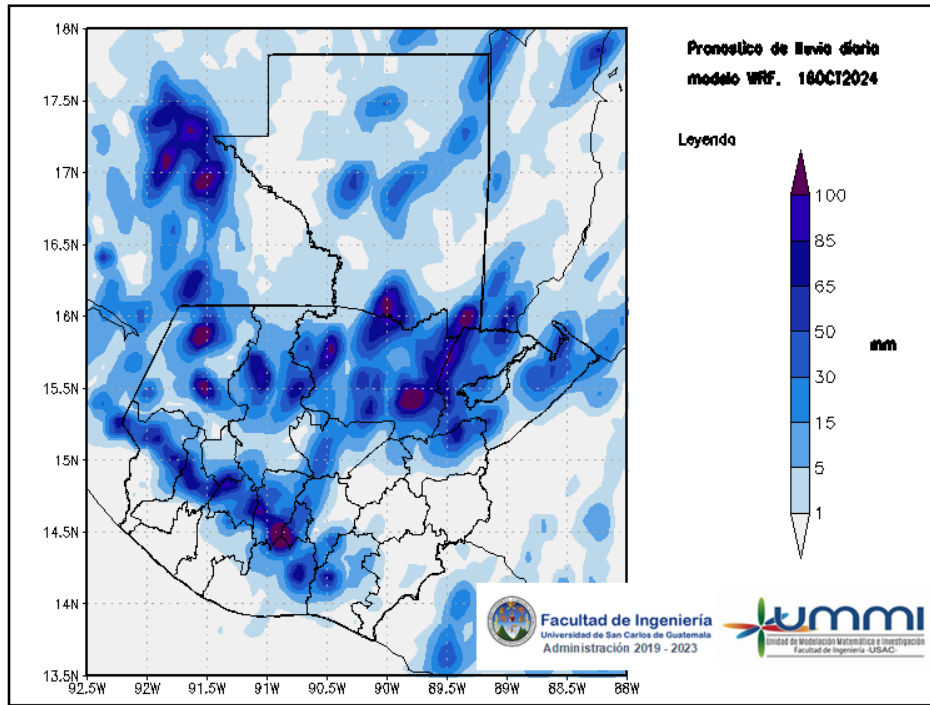 18N
17.5N
17N
16.5N
16N
15.5N
15N
14.5N
14N
13.5N
92.5W
92W
91.5W
91W
90.5W
90W
89.5W
89W
88.5W
88W
Pronostico de lluvia diaria
modelo WRF. 16OCT2024
Leyenda
100
85
65
50
30
15
5
1
mm
Facultad de Ingeniería
Universidad de San Carlos de Guatemala
Administración 2019 - 2023
ummi
Unidad de Modelación Matemática e Investigación
Facultad de Ingeniería -USAC-